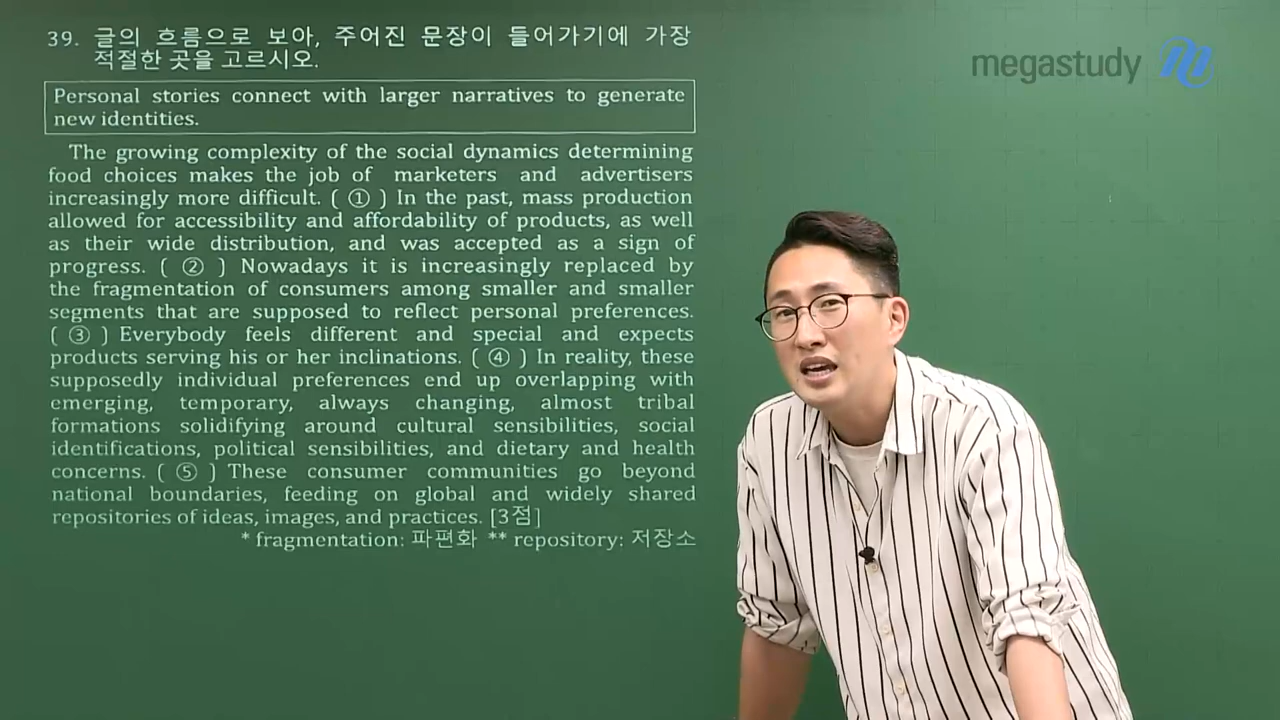 39. 글의 흐름으로 보아, 주어진 문장이 들어가기에 가장
적절한 곳을 고르시오.
megastudy
Personal stories connect with larger narratives to generate
new identities.
The growing complexity of the social dynamics determining
food choices makes the job of marketers and advertisers
increasingly more difficult. ( ① ) In the past, mass production
allowed for accessibility and affordability of products, as well
as their wide distribution, and was accepted as a sign of
progress. ( ② ) Nowadays it is increasingly replaced by
the fragmentation of consumers among smaller and smaller
segments that are supposed to reflect personal preferences.
( ③ ) Everybody feels different and special and expects
products serving his or her inclinations. ( ④ ) In reality, these
supposedly individual preferences end up overlapping with
emerging, temporary, always changing, almost tribal
formations solidifying around cultural sensibilities, social
identifications, political sensibilities, and dietary and health
concerns. ( ⑤ ) These consumer communities go beyond
national boundaries, feeding on global and widely shared
repositories of ideas, images, and practices. [3점]
* fragmentation: 파편화 ** repository: 저장소